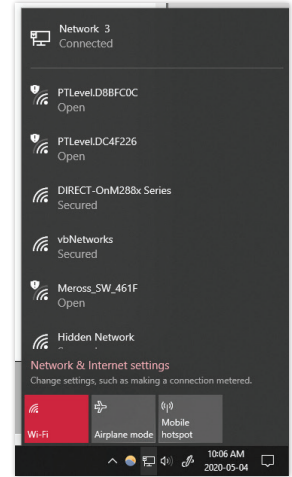 Network 3
Connected
PTLevel.D8BFC0C
Open
PTLevel.DC4F226
Open
DIRECT-OnM288x Series
Secured
vbNetworks
Secured
Meross_SW_461F
Open
Hidden Network
Network & Internet settings
Change settings, such as making a connection metered.
Wi-Fi
Airplane mode
Mobile
hotspot
10:06 AM
2020-05-04